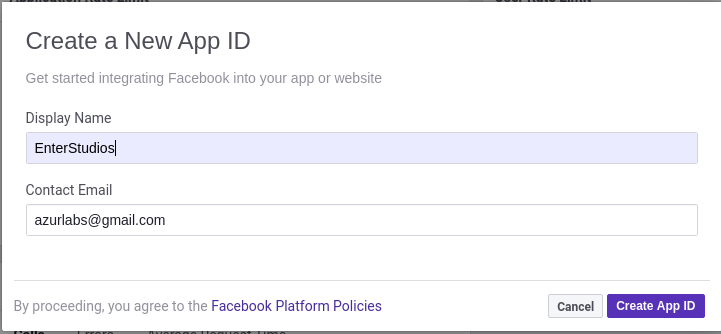 Create a New App ID
Get started integrating Facebook into your app or website
Display Name
EnterStudios
Contact Email
azurlabs@gmail.com
By proceeding, you agree to the Facebook Platform Policies
Cancel
Create App ID